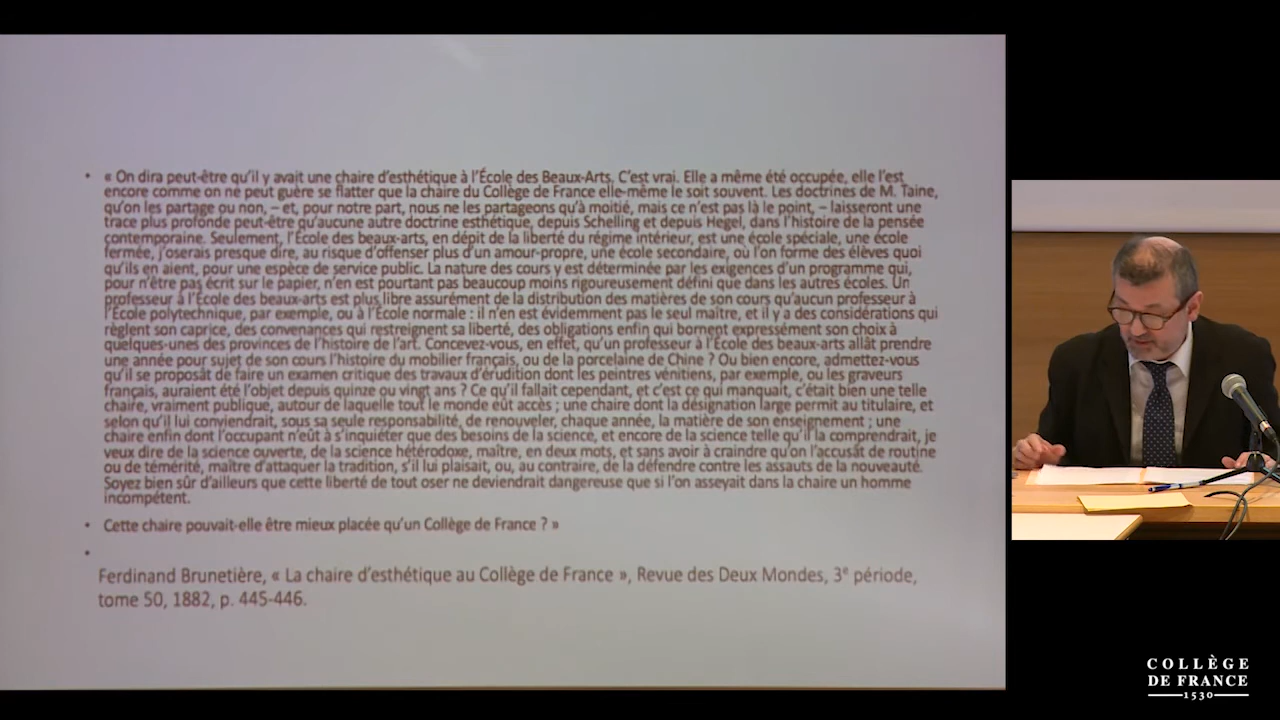 • « On dira peut-être qu'il y avait une chaire d'esthétique à l'École des Beaux-Arts. C'est vrai. Elle a même été occupée, elle l'est
encore comme on ne peut guère se flatter que la chaire du Collège de France elle-même le soit souvent. Les doctrines de M. Taine,
qu'on les partage ou non, – et, pour notre part, nous ne les partageons qu'à moitié, mais ce n'est pas là le point, – laisseront une
trace plus profonde peut-être qu'aucune autre doctrine esthétique, depuis Schelling et depuis Hegel, dans l'histoire de la pensée
contemporaine. Seulement, l'École des beaux-arts, en dépit de la liberté du régime intérieur, est une école spéciale, une école
fermée, j'oserais presque dire, au risque d'offenser plus d'un amour-propre, une école secondaire, où l'on forme des élèves quoi
qu'ils en aient, pour une espèce de service public. La nature des cours y est déterminée par les exigences d'un programme qui,
pour n'être pas écrit sur le papier, n'en est pourtant pas beaucoup moins rigoureusement défini que dans les autres écoles. Un
professeur à l'École des beaux-arts est plus libre assurément de la distribution des matières de son cours qu'aucun professeur à
l'École polytechnique, par exemple, ou à l'École normale : il n'en est évidemment pas le seul maître, et il y a des considérations qui
règlent son caprice, des convenances qui restreignent sa liberté, des obligations enfin qui bornent expressément son choix à
quelques-unes des provinces de l'histoire de l'art. Concevez-vous, en effet, qu'un professeur à l'École des beaux-arts allât prendre
une année pour sujet de son cours l'histoire du mobilier français, ou de la porcelaine de Chine ? Ou bien encore, admettez-vous
qu'il se proposât de faire un examen critique des travaux d'érudition dont les peintres vénitiens, par exemple, ou les graveurs
français, auraient été l'objet depuis quinze ou vingt ans ? Ce qu'il fallait cependant, et c'est ce qui manquait, c'était bien une telle
chaire, vraiment publique, autour de laquelle tout le monde eût accès ; une chaire dont la désignation large permit au titulaire, et
selon qu'il lui conviendrait, sous sa seule responsabilité, de renouveler, chaque année, la matière de son enseignement ; une
chaire enfin dont l'occupant n'eût à s'inquiéter que des besoins de la science, et encore de la science telle qu'il la comprendrait, je
veux dire de la science ouverte, de la science hétérodoxe, maître, en deux mots, et sans avoir à craindre qu'on l'accusât de routine
ou de témérité, maître d'attaquer la tradition, s'il lui plaisait, ou, au contraire, de la défendre contre les assauts de la nouveauté.
Soyez bien sûr d'ailleurs que cette liberté de tout oser ne deviendrait dangereuse que si l'on asseyait dans la chaire un homme
incompétent.
• Cette chaire pouvait-elle être mieux placée qu'un Collège de France ? »
•
Ferdinand Brunetière, « La chaire d'esthétique au Collège de France », Revue des Deux Mondes, 3e période,
tome 50, 1882, p. 445-446.
COLLÈGE
DE FRANCE
1530